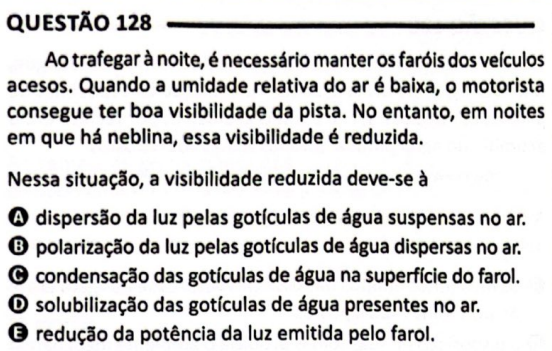 QUESTÃO 128
Ao trafegar à noite, é necessário manter os faróis dos veículos
acesos. Quando a umidade relativa do ar é baixa, o motorista
consegue ter boa visibilidade da pista. No entanto, em noites
em que há neblina, essa visibilidade é reduzida.
Nessa situação, a visibilidade reduzida deve-se à
A dispersão da luz pelas gotículas de água suspensas no ar.
B polarização da luz pelas gotículas de água dispersas no ar.
C condensação das gotículas de água na superfície do farol.
D solubilização das gotículas de água presentes no ar.
E redução da potência da luz emitida pelo farol.